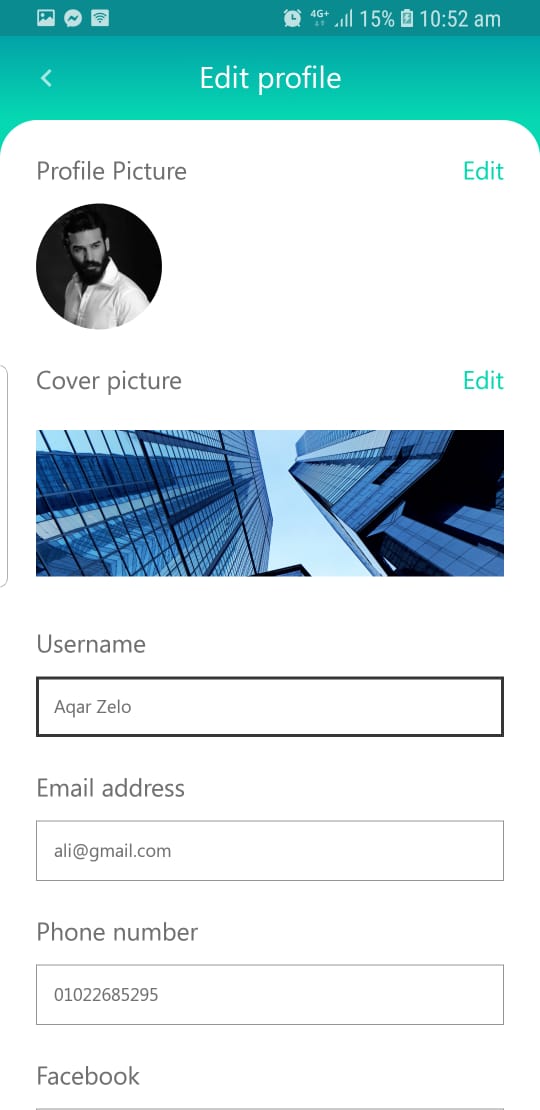 4G+ 15% 10:52 am
Edit profile
Profile Picture Edit
Cover picture Edit
Username
Aqar Zelo
Email address
ali@gmail.com
Phone number
01022685295
Facebook